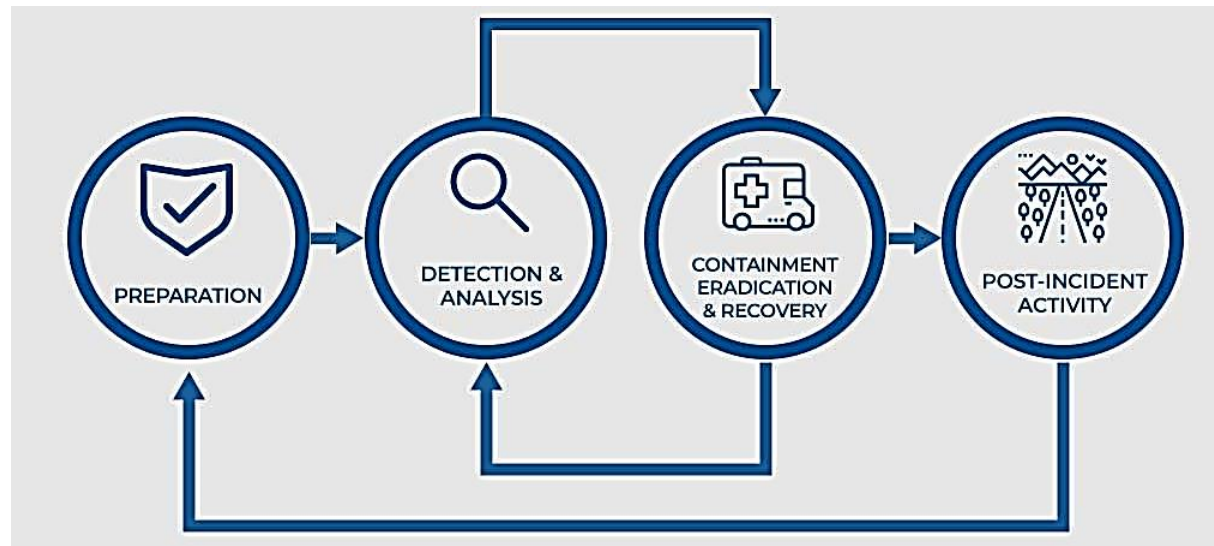 PREPARATION
DETECTION &
ANALYSIS
CONTAINMENT
ERADICATION
& RECOVERY
POST-INCIDENT
ACTIVITY